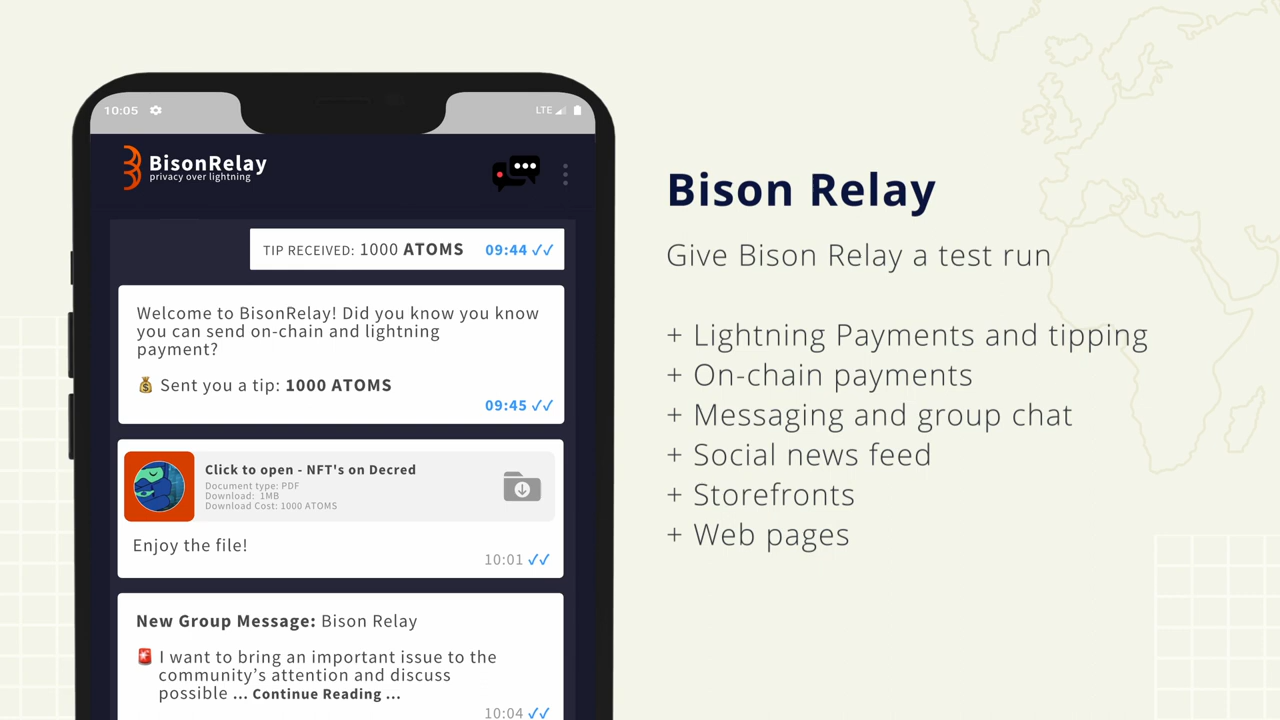 10:05
LTE
BisonRelay
privacy over lightning
TIP RECEIVED: 1000 ATOMS 09:44
Welcome to BisonRelay! Did you know you know
you can send on-chain and lightning
payment?
Sent you a tip: 1000 ATOMS
09:45
Click to open - NFT's on Decred
Document type: PDF
Download: 1MB
Download Cost: 1000 ATOMS
Enjoy the file!
10:01
New Group Message: Bison Relay
I want to bring an important issue to the
community’s attention and discuss
possible ... Continue Reading ...
10:04
Bison Relay
Give Bison Relay a test run
+ Lightning Payments and tipping
+ On-chain payments
+ Messaging and group chat
+ Social news feed
+ Storefronts
+ Web pages